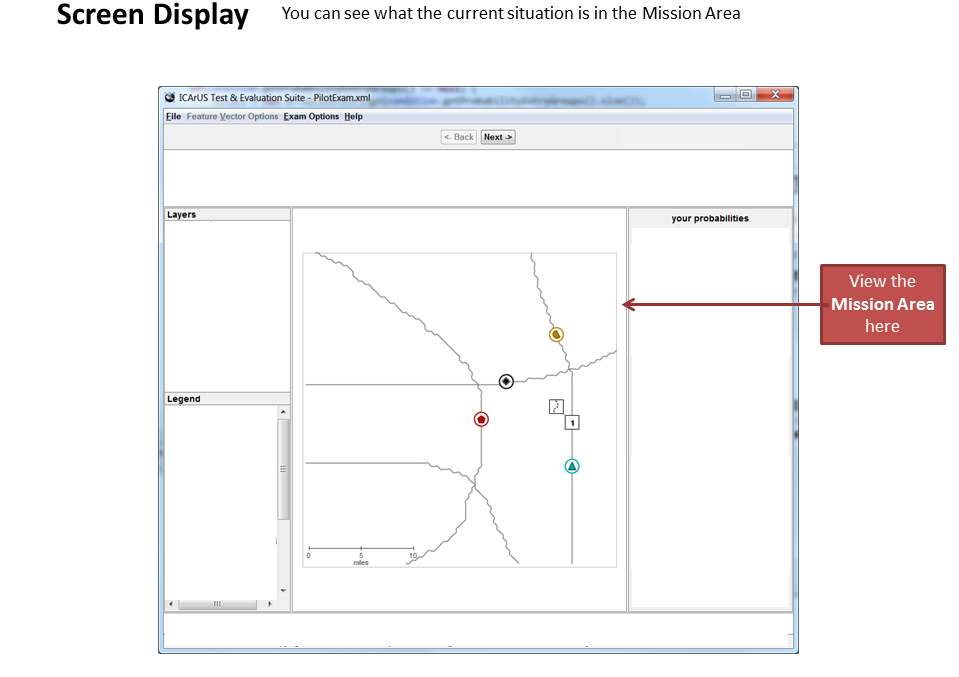 Screen Display
You can see what the current situation is in the Mission Area
ICArUS Test & Evaluation Suite - PilotExam.xml
File Feature Vector Options Exam Options Help
<- Back Next ->
Layers
your probabilities
View the
Mission Area
here
Legend
1
0 5 10
miles